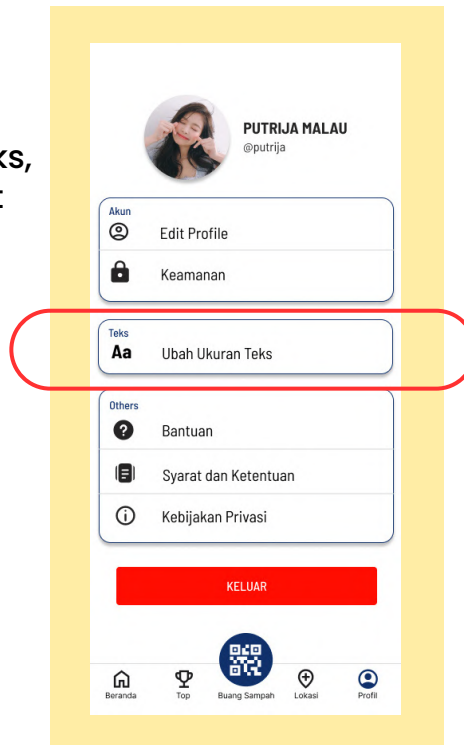 ks,
PUTRIJA MALAU
@putrija
Akun
Edit Profile
Keamanan
Teks
Aa Ubah Ukuran Teks
Others
Bantuan
Syarat dan Ketentuan
Kebijakan Privasi
KELUAR
Beranda Top Buang Sampah Lokasi Profil